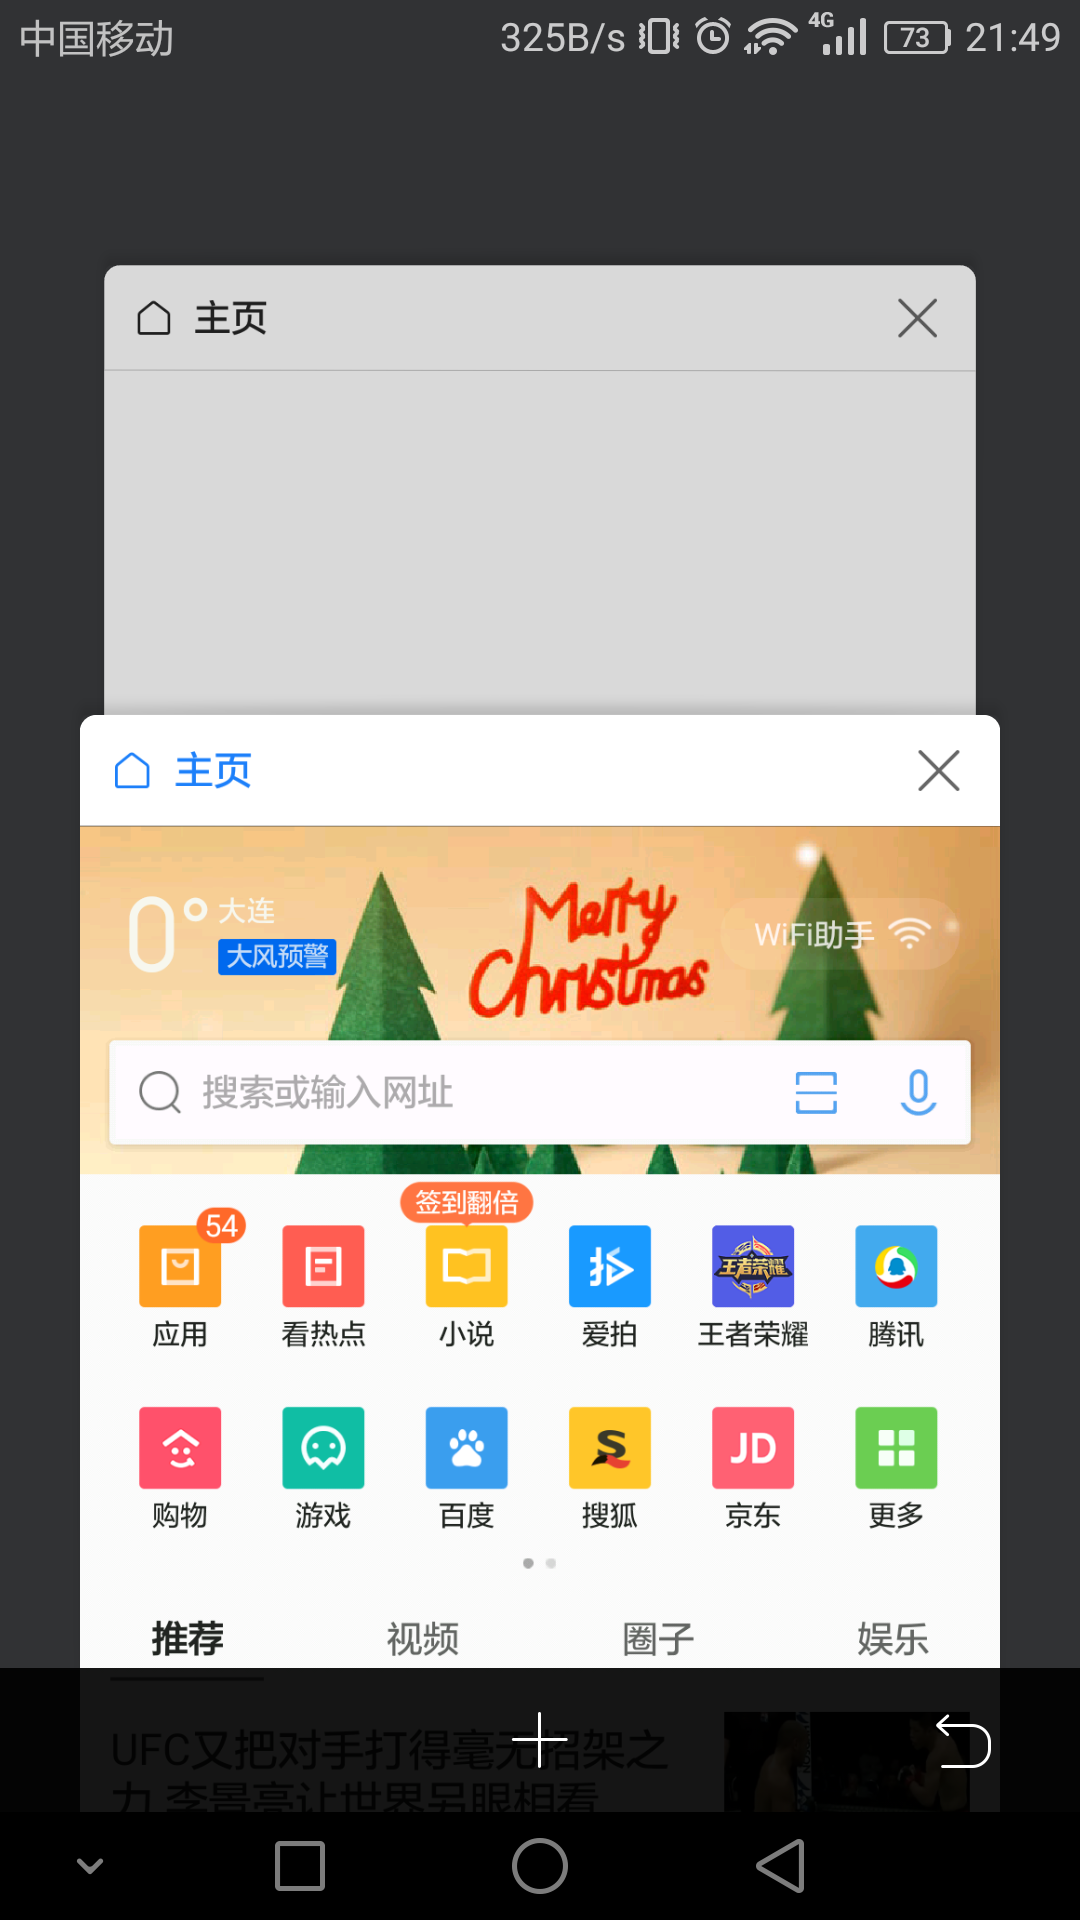 中国移动 325B/s 4G 73 21:49
主页
主页
0° 大连
大风预警
Merry
Christmas
WiFi助手
搜索或输入网址
签到翻倍
54
王者荣耀
应用 看热点 小说 爱拍 王者荣耀 腾讯
JD
购物 游戏 百度 搜狐 京东 更多
推荐 视频 圈子 娱乐
UFC又把对手打得毫无招架之
力 李景亮让世界另眼相看